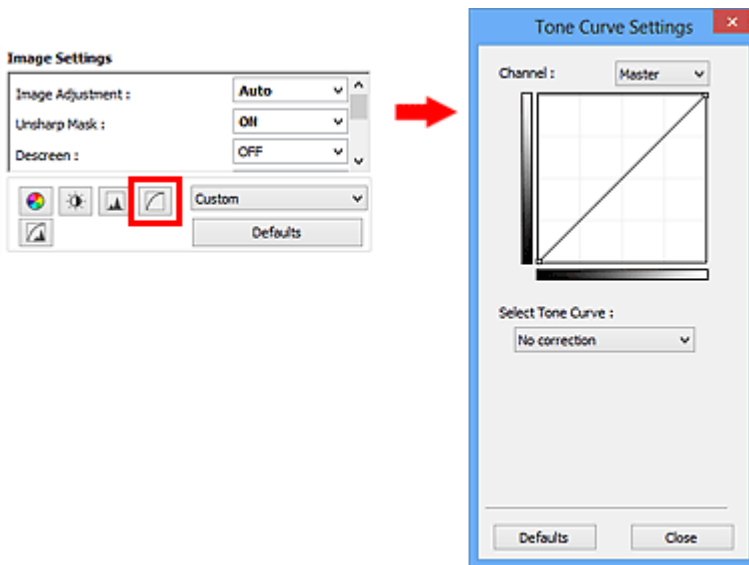 Image Settings
Image Adjustment :
Auto
Unsharp Mask :
ON
Descreen :
OFF
Custom
Defaults
Tone Curve Settings
Channel :
Master
Select Tone Curve :
No correction
Defaults
Close